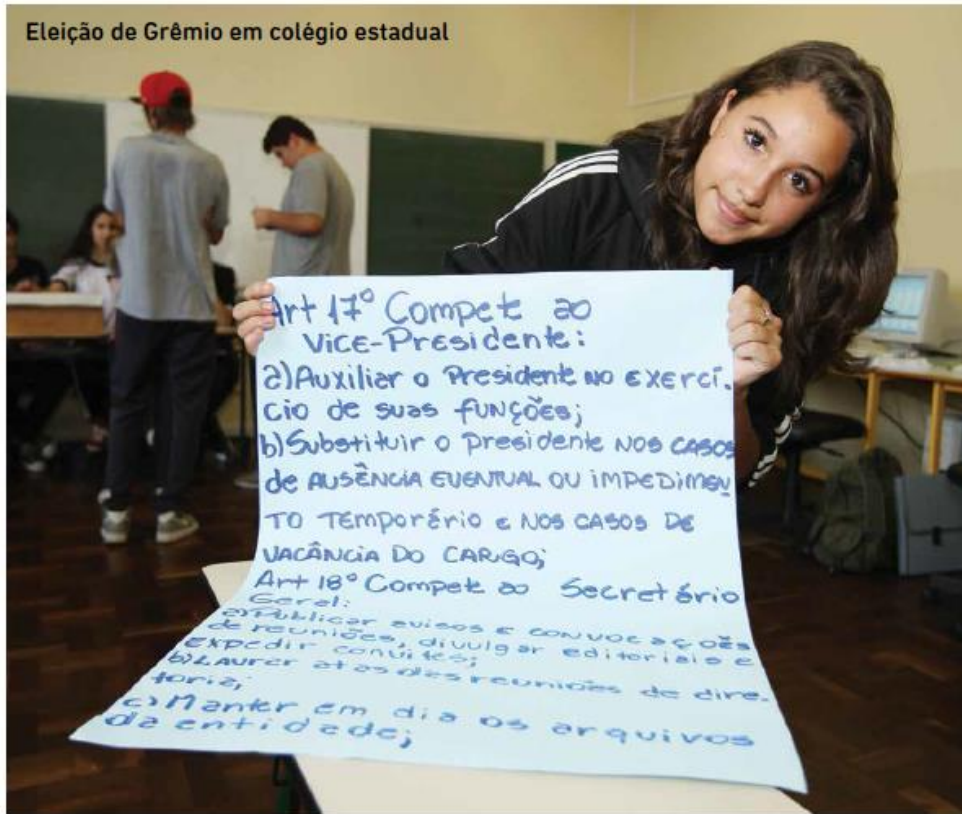 Eleição de Grêmio em colégio estadual
Art 17º Compete ao
Vice-Presidente:
a) Auxiliar o Presidente no exercí-
cio de suas funções;
b) Substituir o presidente nos casos
de AUSÊNCIA EVENTUAL OU IMPEDIMEN
TO TEMporário e NOS CASOS DE
VACÂNCIA DO CARGO;
Art 18º Compete ao Secretário
Geral:
a) Publicar avisos e convocações
de reuniões, divulgar editoriais e
expedir convites;
b) Lavrar atas das reuniões de dire-
toria;
c) Manter em dia os arquivos
da entidade;